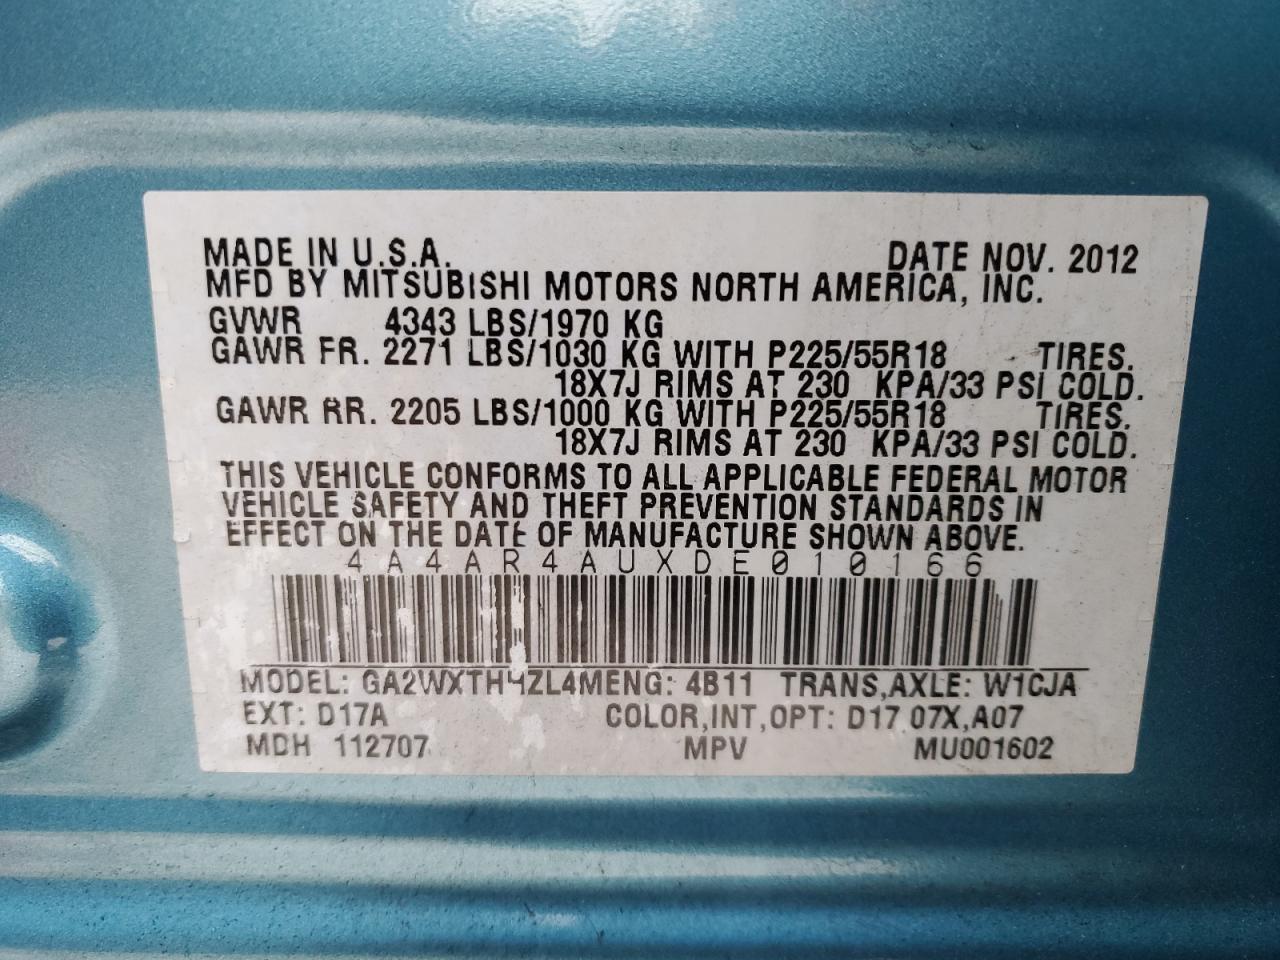 MADE IN U.S.A. DATE NOV. 2012
MFD BY MITSUBISHI MOTORS NORTH AMERICA, INC.
GVWR 4343 LBS/1970 KG
GAWR FR. 2271 LBS/1030 KG WITH P225/55R18 TIRES.
18X7J RIMS AT 230 KPA/33 PSI COLD.
GAWR RR. 2205 LBS/1000 KG WITH P225/55R18 TIRES.
18X7J RIMS AT 230 KPA/33 PSI COLD.
THIS VEHICLE CONFORMS TO ALL APPLICABLE FEDERAL MOTOR
VEHICLE SAFETY AND THEFT PREVENTION STANDARDS IN
EFFECT ON THE DATE OF MANUFACTURE SHOWN ABOVE.
4A4AR4AUXDE010166
MODEL: GA2WXTHYZL4M ENG: 4B11 TRANS,AXLE: W1CJA
EXT: D17A COLOR,INT,OPT: D17 07X,A07
MDH 112707 MPV MU001602